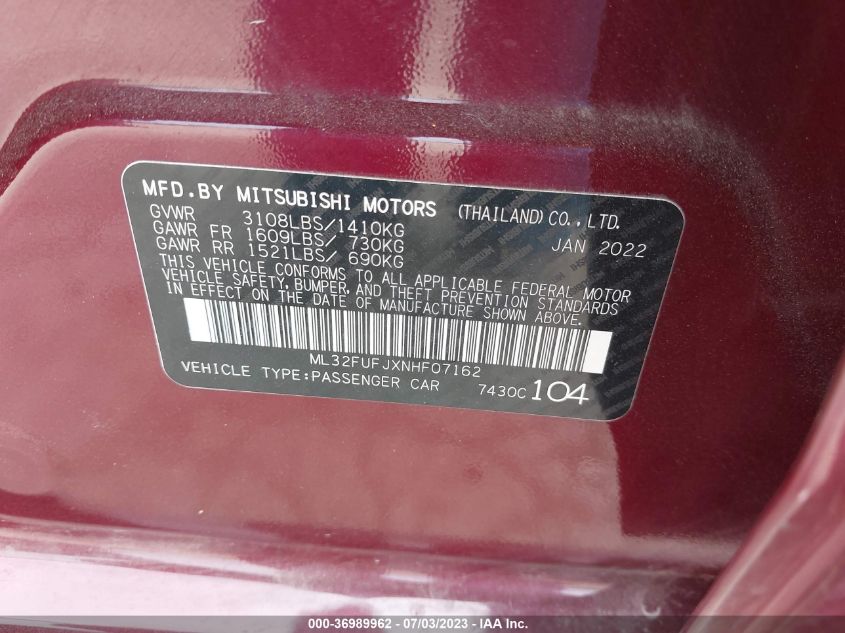 MFD.BY MITSUBISHI MOTORS (THAILAND) CO., LTD.
GVWR 3108LBS/1410KG JAN 2022
GAWR FR 1609LBS/ 730KG
GAWR RR 1521LBS/ 690KG
THIS VEHICLE CONFORMS TO ALL APPLICABLE FEDERAL MOTOR
VEHICLE SAFETY, BUMPER, AND THEFT PREVENTION STANDARDS
IN EFFECT ON THE DATE OF MANUFACTURE SHOWN ABOVE.
ML32FUFJXNHF07162
VEHICLE TYPE:PASSENGER CAR 7430C 104
000-36989962 - 07/03/2023 - IAA Inc.